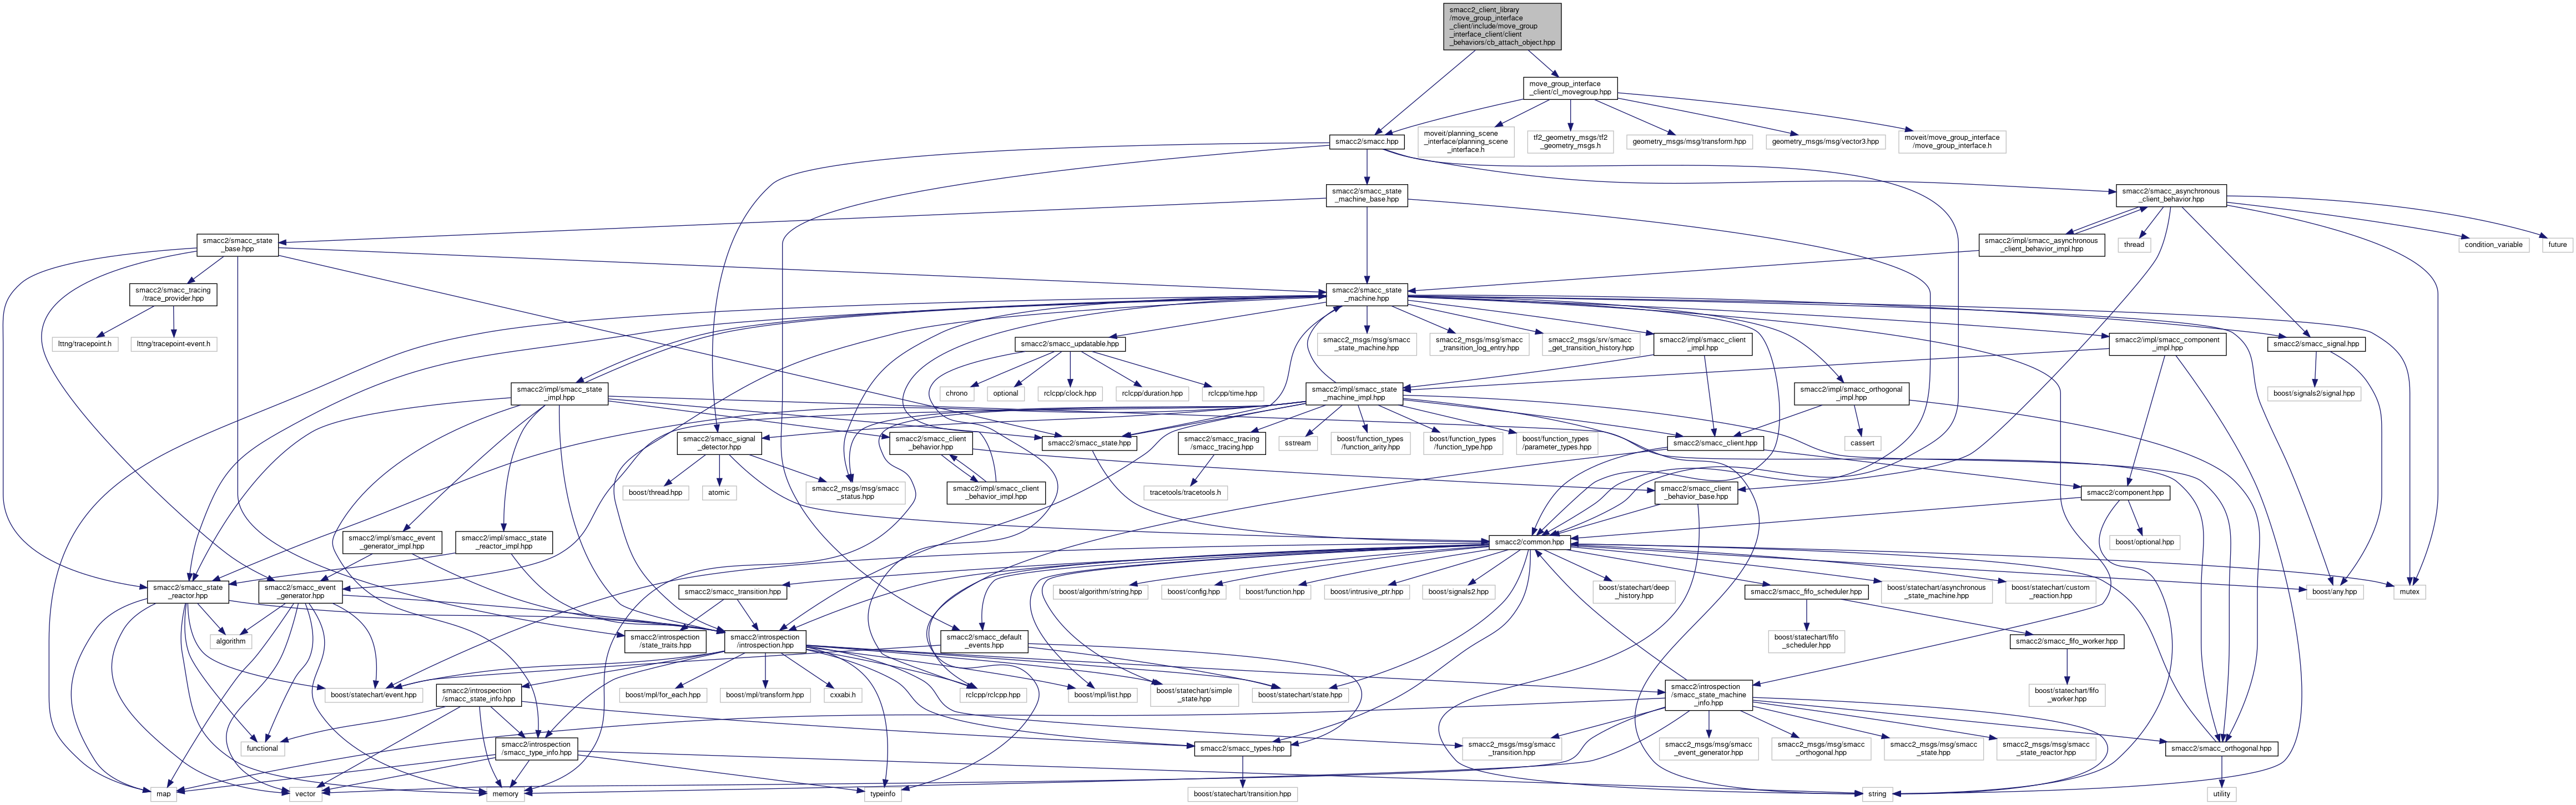 smacc2_client_library
/move_group_interface
_client/include/move_group
_interface_client/client
_behaviors/cb_attach_object.hpp
move_group_interface
_client/cl_movegroup.hpp
smacc2/smacc.hpp
moveit/planning_scene
_interface/planning_scene
_interface.h
tf2_geometry_msgs/tf2
_geometry_msgs.h
geometry_msgs/msg/transform.hpp
geometry_msgs/msg/vector3.hpp
moveit/move_group_interface
/move_group_interface.h
smacc2/smacc_state
_machine_base.hpp
smacc2/smacc_asynchronous
_client_behavior.hpp
smacc2/smacc_state
_base.hpp
smacc2/impl/smacc_asynchronous
_client_behavior_impl.hpp
thread
condition_variable
future
smacc2/smacc_tracing
/trace_provider.hpp
smacc2/smacc_state
_machine.hpp
lttng/tracepoint.h
lttng/tracepoint-event.h
smacc2/smacc_updatable.hpp
smacc2_msgs/msg/smacc
_state_machine.hpp
smacc2_msgs/msg/smacc
_transition_log_entry.hpp
smacc2_msgs/srv/smacc
_get_transition_history.hpp
smacc2/impl/smacc_client
_impl.hpp
smacc2/impl/smacc_component
_impl.hpp
smacc2/smacc_signal.hpp
smacc2/impl/smacc_state
_impl.hpp
chrono
optional
rclcpp/clock.hpp
rclcpp/duration.hpp
rclcpp/time.hpp
smacc2/impl/smacc_state
_machine_impl.hpp
smacc2/impl/smacc_orthogonal
_impl.hpp
boost/signals2/signal.hpp
smacc2/smacc_signal
_detector.hpp
smacc2/smacc_client
_behavior.hpp
smacc2/smacc_state.hpp
smacc2/smacc_tracing
/smacc_tracing.hpp
sstream
boost/function_types
/function_arity.hpp
boost/function_types
/function_type.hpp
boost/function_types
/parameter_types.hpp
smacc2/smacc_client.hpp
cassert
boost/thread.hpp
atomic
smacc2_msgs/msg/smacc
_status.hpp
smacc2/impl/smacc_client
_behavior_impl.hpp
tracetools/tracetools.h
smacc2/smacc_client
_behavior_base.hpp
smacc2/component.hpp
smacc2/impl/smacc_event
_generator_impl.hpp
smacc2/impl/smacc_state
_reactor_impl.hpp
smacc2/common.hpp
boost/optional.hpp
smacc2/smacc_state
_reactor.hpp
smacc2/smacc_event
_generator.hpp
smacc2/smacc_transition.hpp
boost/algorithm/string.hpp
boost/config.hpp
boost/function.hpp
boost/intrusive_ptr.hpp
boost/signals2.hpp
boost/statechart/deep
_history.hpp
smacc2/smacc_fifo_scheduler.hpp
boost/statechart/asynchronous
_state_machine.hpp
boost/statechart/custom
_reaction.hpp
boost/any.hpp
mutex
algorithm
smacc2/introspection
/state_traits.hpp
smacc2/introspection
/introspection.hpp
smacc2/smacc_default
_events.hpp
boost/statechart/fifo
_scheduler.hpp
smacc2/smacc_fifo_worker.hpp
boost/statechart/event.hpp
smacc2/introspection
/smacc_state_info.hpp
boost/mpl/for_each.hpp
boost/mpl/transform.hpp
cxxabi.h
rclcpp/rclcpp.hpp
boost/mpl/list.hpp
boost/statechart/simple
_state.hpp
boost/statechart/state.hpp
smacc2/introspection
/smacc_state_machine
_info.hpp
boost/statechart/fifo
_worker.hpp
functional
smacc2/introspection
/smacc_type_info.hpp
smacc2/smacc_types.hpp
smacc2_msgs/msg/smacc
_transition.hpp
smacc2_msgs/msg/smacc
_event_generator.hpp
smacc2_msgs/msg/smacc
_orthogonal.hpp
smacc2_msgs/msg/smacc
_state.hpp
smacc2_msgs/msg/smacc
_state_reactor.hpp
smacc2/smacc_orthogonal.hpp
map
vector
memory
typeinfo
boost/statechart/transition.hpp
string
utility